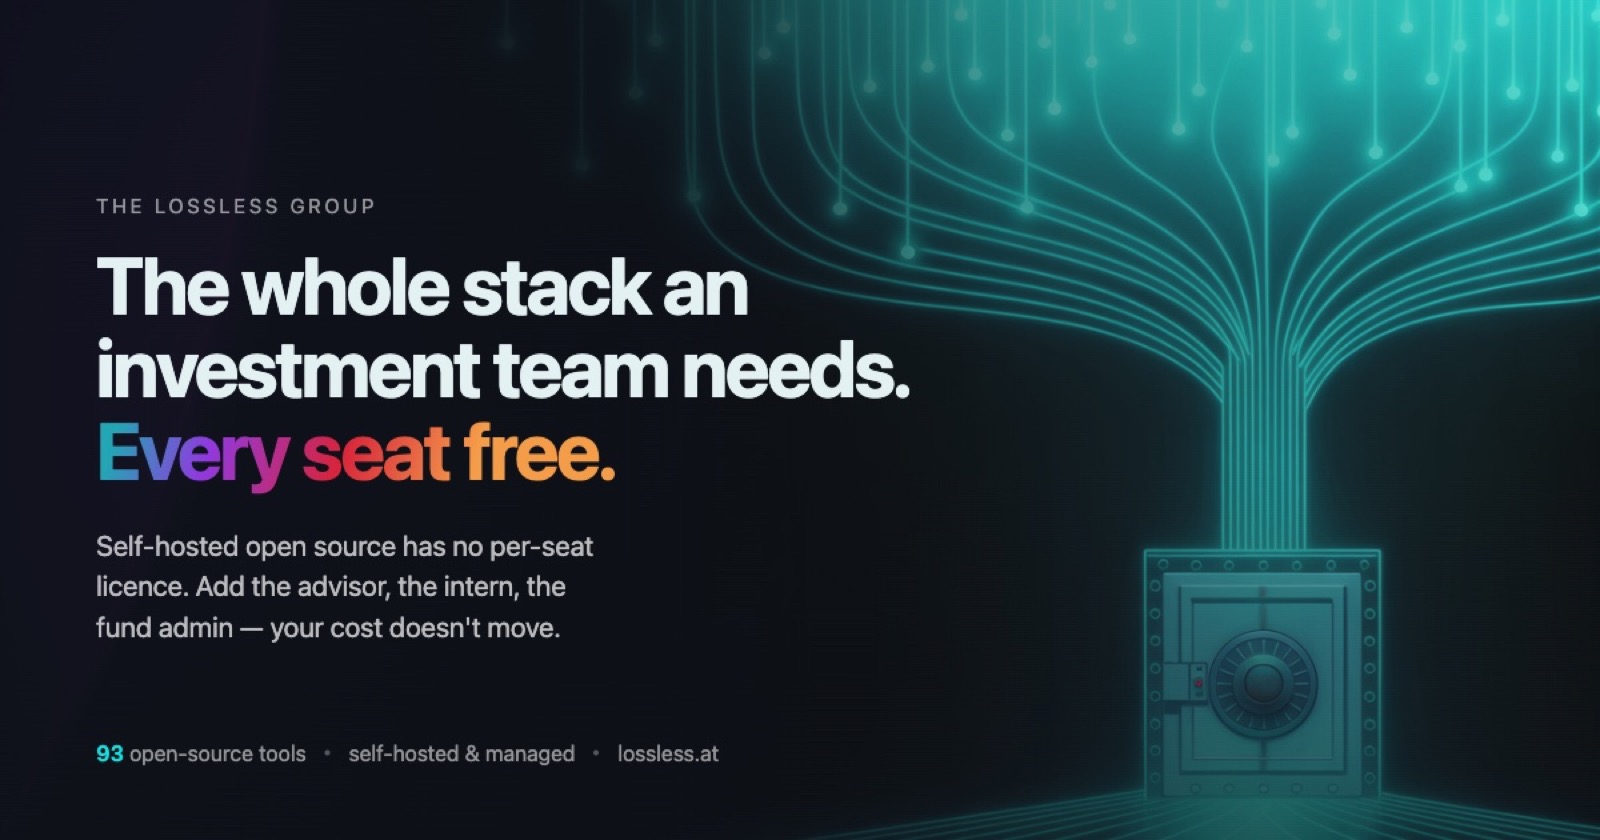 THE LOSSLESS GROUP
The whole stack an
investment team needs.
Every seat free.
Self-hosted open source has no per-seat
licence. Add the advisor, the intern, the
fund admin — your cost doesn't move.
93 open-source tools • self-hosted & managed • lossless.at